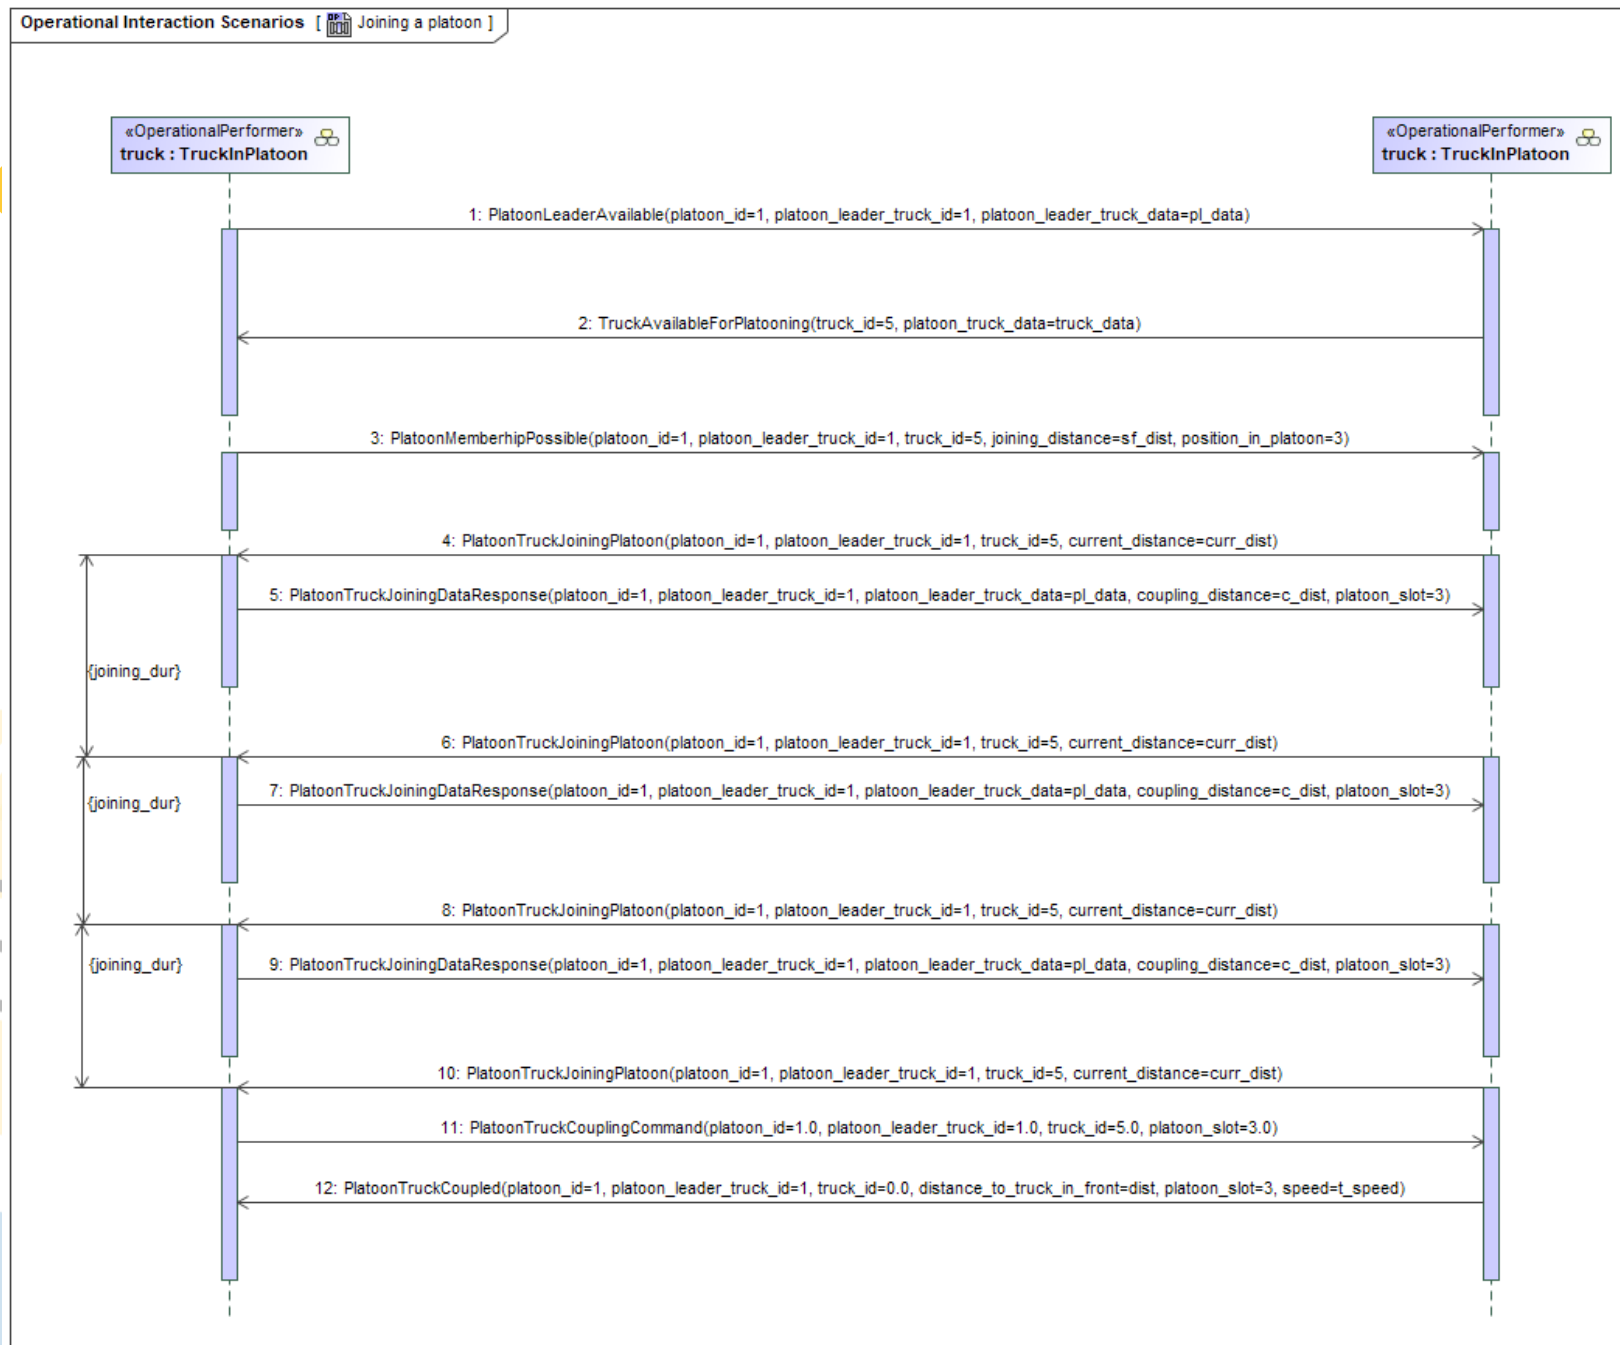 Operational Interaction Scenarios [ Joining a platoon ]
«OperationalPerformer»
truck : TruckInPlatoon
«OperationalPerformer»
truck : TruckInPlatoon
1: PlatoonLeaderAvailable(platoon_id=1, platoon_leader_truck_id=1, platoon_leader_truck_data=pl_data)
2: TruckAvailableForPlatooning(truck_id=5, platoon_truck_data=truck_data)
3: PlatoonMemberhipPossible(platoon_id=1, platoon_leader_truck_id=1, truck_id=5, joining_distance=sf_dist, position_in_platoon=3)
4: PlatoonTruckJoiningPlatoon(platoon_id=1, platoon_leader_truck_id=1, truck_id=5, current_distance=curr_dist)
5: PlatoonTruckJoiningDataResponse(platoon_id=1, platoon_leader_truck_id=1, platoon_leader_truck_data=pl_data, coupling_distance=c_dist, platoon_slot=3)
{joining_dur}
6: PlatoonTruckJoiningPlatoon(platoon_id=1, platoon_leader_truck_id=1, truck_id=5, current_distance=curr_dist)
7: PlatoonTruckJoiningDataResponse(platoon_id=1, platoon_leader_truck_id=1, platoon_leader_truck_data=pl_data, coupling_distance=c_dist, platoon_slot=3)
{joining_dur}
8: PlatoonTruckJoiningPlatoon(platoon_id=1, platoon_leader_truck_id=1, truck_id=5, current_distance=curr_dist)
{joining_dur}
9: PlatoonTruckJoiningDataResponse(platoon_id=1, platoon_leader_truck_id=1, platoon_leader_truck_data=pl_data, coupling_distance=c_dist, platoon_slot=3)
10: PlatoonTruckJoiningPlatoon(platoon_id=1, platoon_leader_truck_id=1, truck_id=5, current_distance=curr_dist)
11: PlatoonTruckCouplingCommand(platoon_id=1.0, platoon_leader_truck_id=1.0, truck_id=5.0, platoon_slot=3.0)
12: PlatoonTruckCoupled(platoon_id=1, platoon_leader_truck_id=1, truck_id=0.0, distance_to_truck_in_front=dist, platoon_slot=3, speed=t_speed)